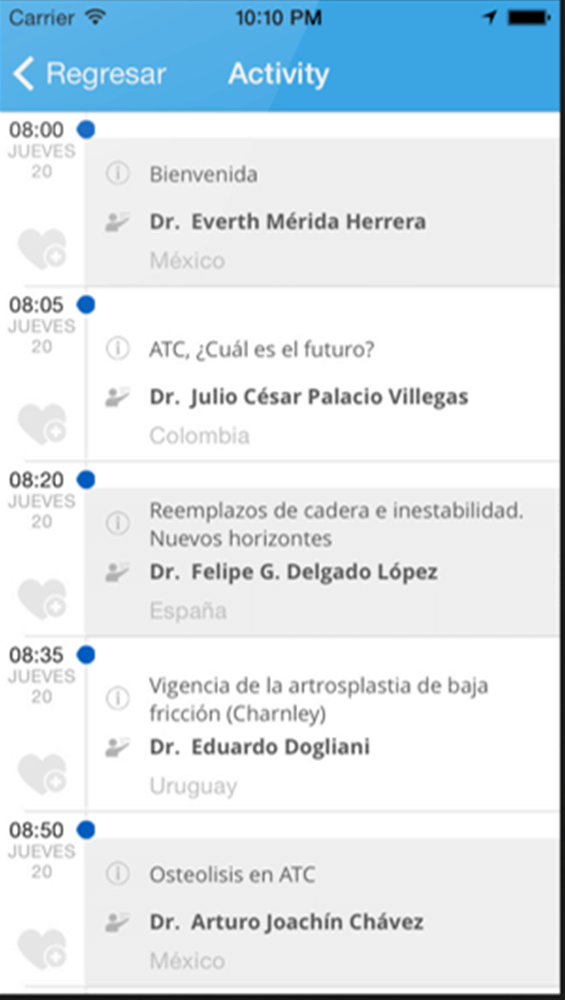 Carrier 10:10 PM
Regresar Activity
08:00
JUEVES
20
Bienvenida
Dr. Everth Mérida Herrera
México
08:05
JUEVES
20
ATC, ¿Cuál es el futuro?
Dr. Julio César Palacio Villegas
Colombia
08:20
JUEVES
20
Reemplazos de cadera e inestabilidad.
Nuevos horizontes
Dr. Felipe G. Delgado López
España
08:35
JUEVES
20
Vigencia de la artrosplastia de baja
fricción (Charnley)
Dr. Eduardo Dogliani
Uruguay
08:50
JUEVES
20
Osteolisis en ATC
Dr. Arturo Joachín Chávez
México